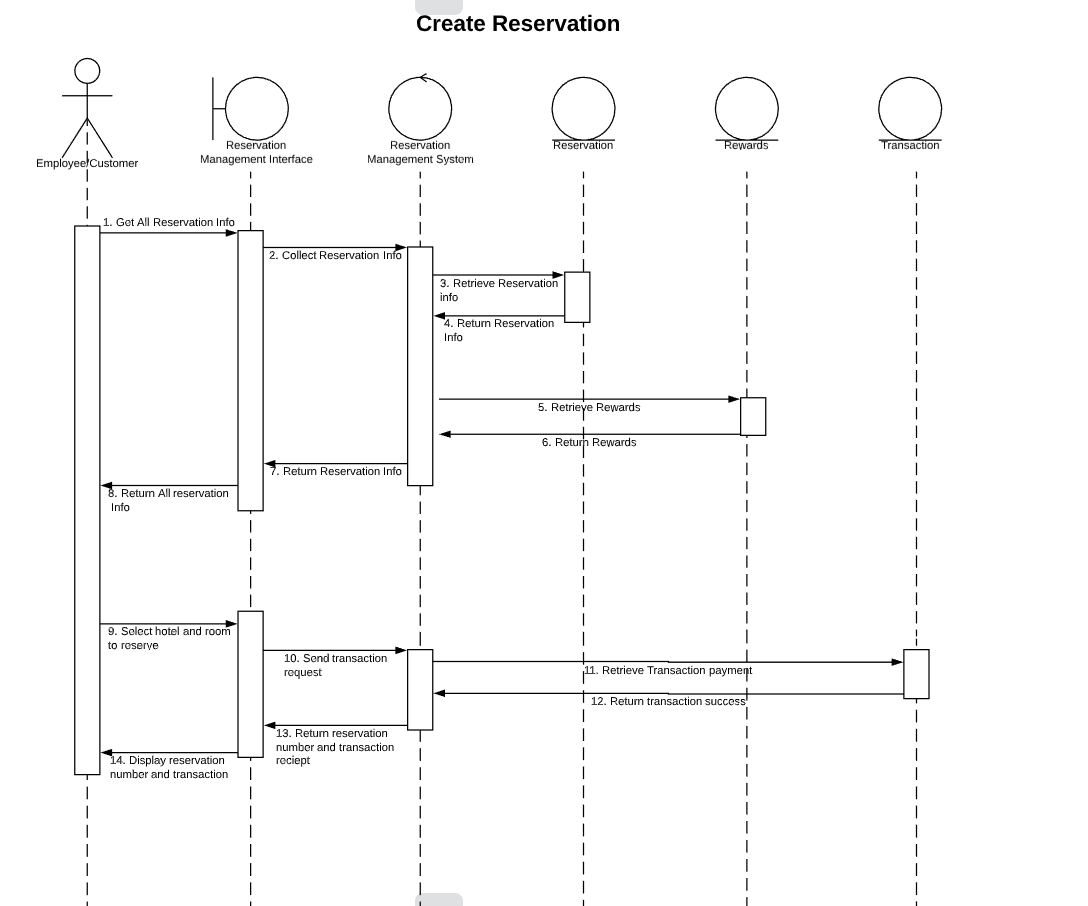 Create Reservation
Employee/Customer
Reservation
Management Interface
Reservation
Management System
Reservation
Rewards
Transaction
1. Get All Reservation Info
2. Collect Reservation Info
3. Retrieve Reservation
info
4. Return Reservation
Info
5. Retrieve Rewards
6. Return Rewards
7. Return Reservation Info
8. Return All reservation
Info
9. Select hotel and room
to reserve
10. Send transaction
request
11. Retrieve Transaction payment
12. Return transaction success
13. Return reservation
number and transaction
reciept
14. Display reservation
number and transaction